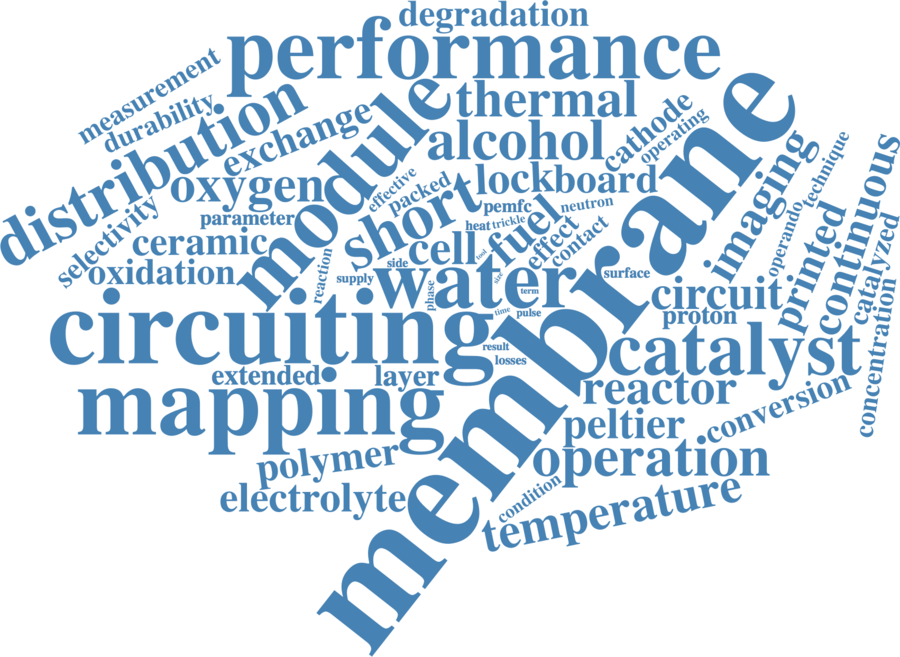 degradation
performance
measurement
durability
distribution
exchange
module
thermal
alcohol
cathode
operating
membrane
oxygen
effective
packed
short
lockboard
pemfc
neutron
heat
trickle
fuel
effect
contact
imaging
technique
operando
printed
continuous
catalyzed
concentration
selectivity
parameter
ceramic
oxidation
reaction
supply
side
cell
tool
size
water
phase
term
time
pulse
surface
circuit
proton
circuiting
result
losses
catalyst
extended
layer
reactor
mapping
peltier
conversion
polymer
operation
electrolyte
condition
temperature